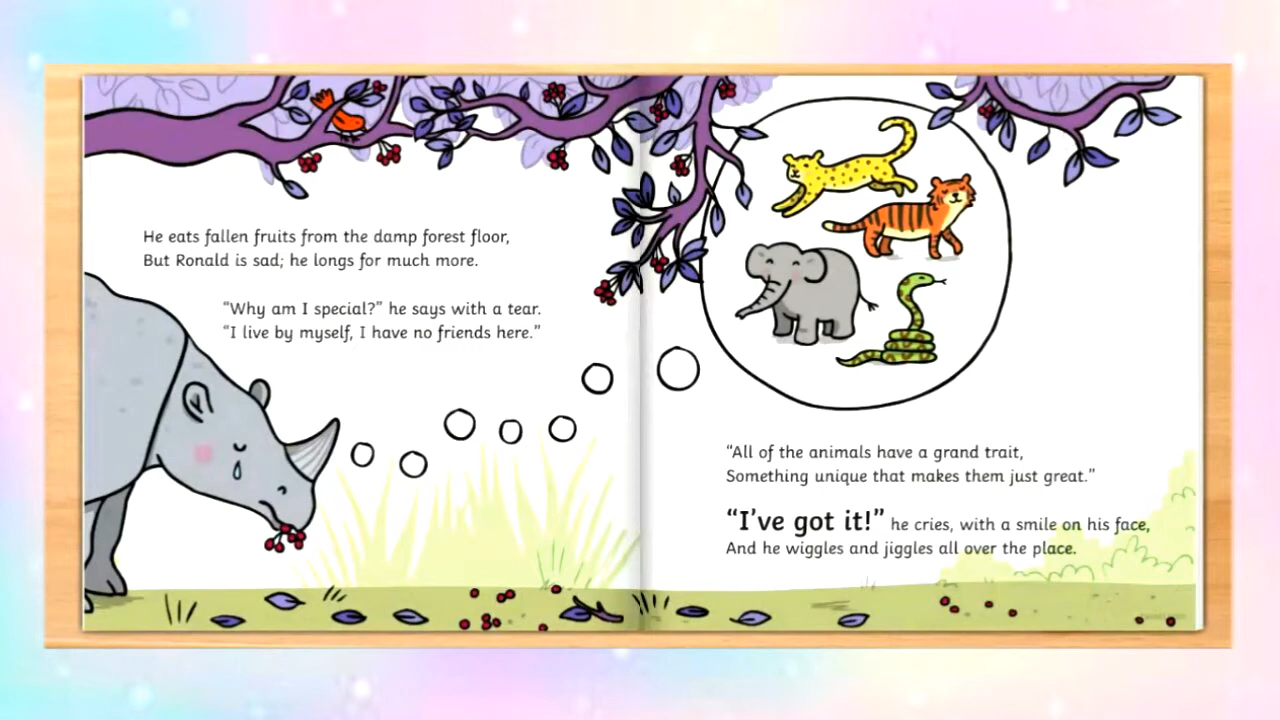 He eats fallen fruits from the damp forest floor,
But Ronald is sad; he longs for much more.
“Why am I special?” he says with a tear.
“I live by myself, I have no friends here.”
“All of the animals have a grand trait,
Something unique that makes them just great.”
“I’ve got it!” he cries, with a smile on his face,
And he wiggles and jiggles all over the place.